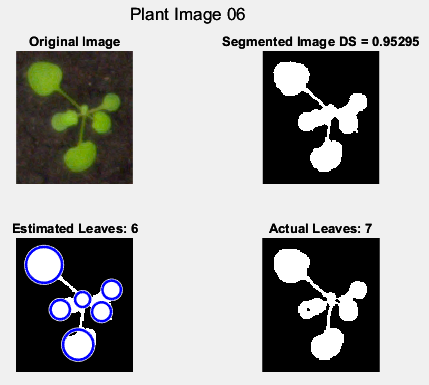 Plant Image 06
Original Image
Segmented Image DS = 0.95295
Estimated Leaves: 6
Actual Leaves: 7